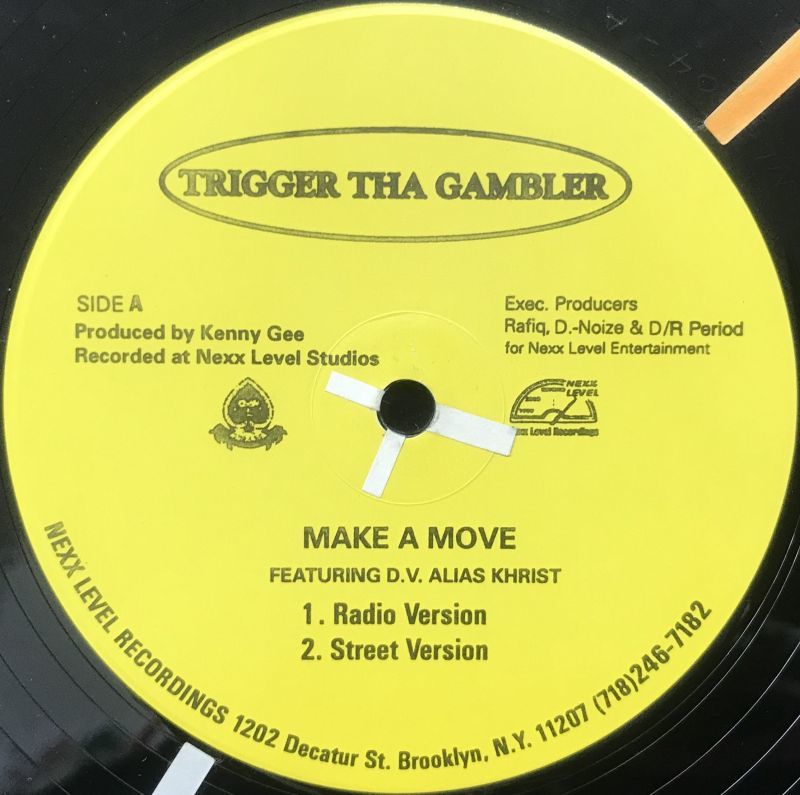 TRIGGER THA GAMBLER
SIDE A
Produced by Kenny Gee
Recorded at Nexx Level Studios
Exec. Producers
Rafiq, D.-Noize & D/R Period
for Nexx Level Entertainment
NEXX
LEVEL
Level Recordings
MAKE A MOVE
FEATURING D.V. ALIAS KHRIST
1. Radio Version
2. Street Version
NEXX LEVEL RECORDINGS 1202 Decatur St. Brooklyn, N.Y. 11207 (718)246-7182